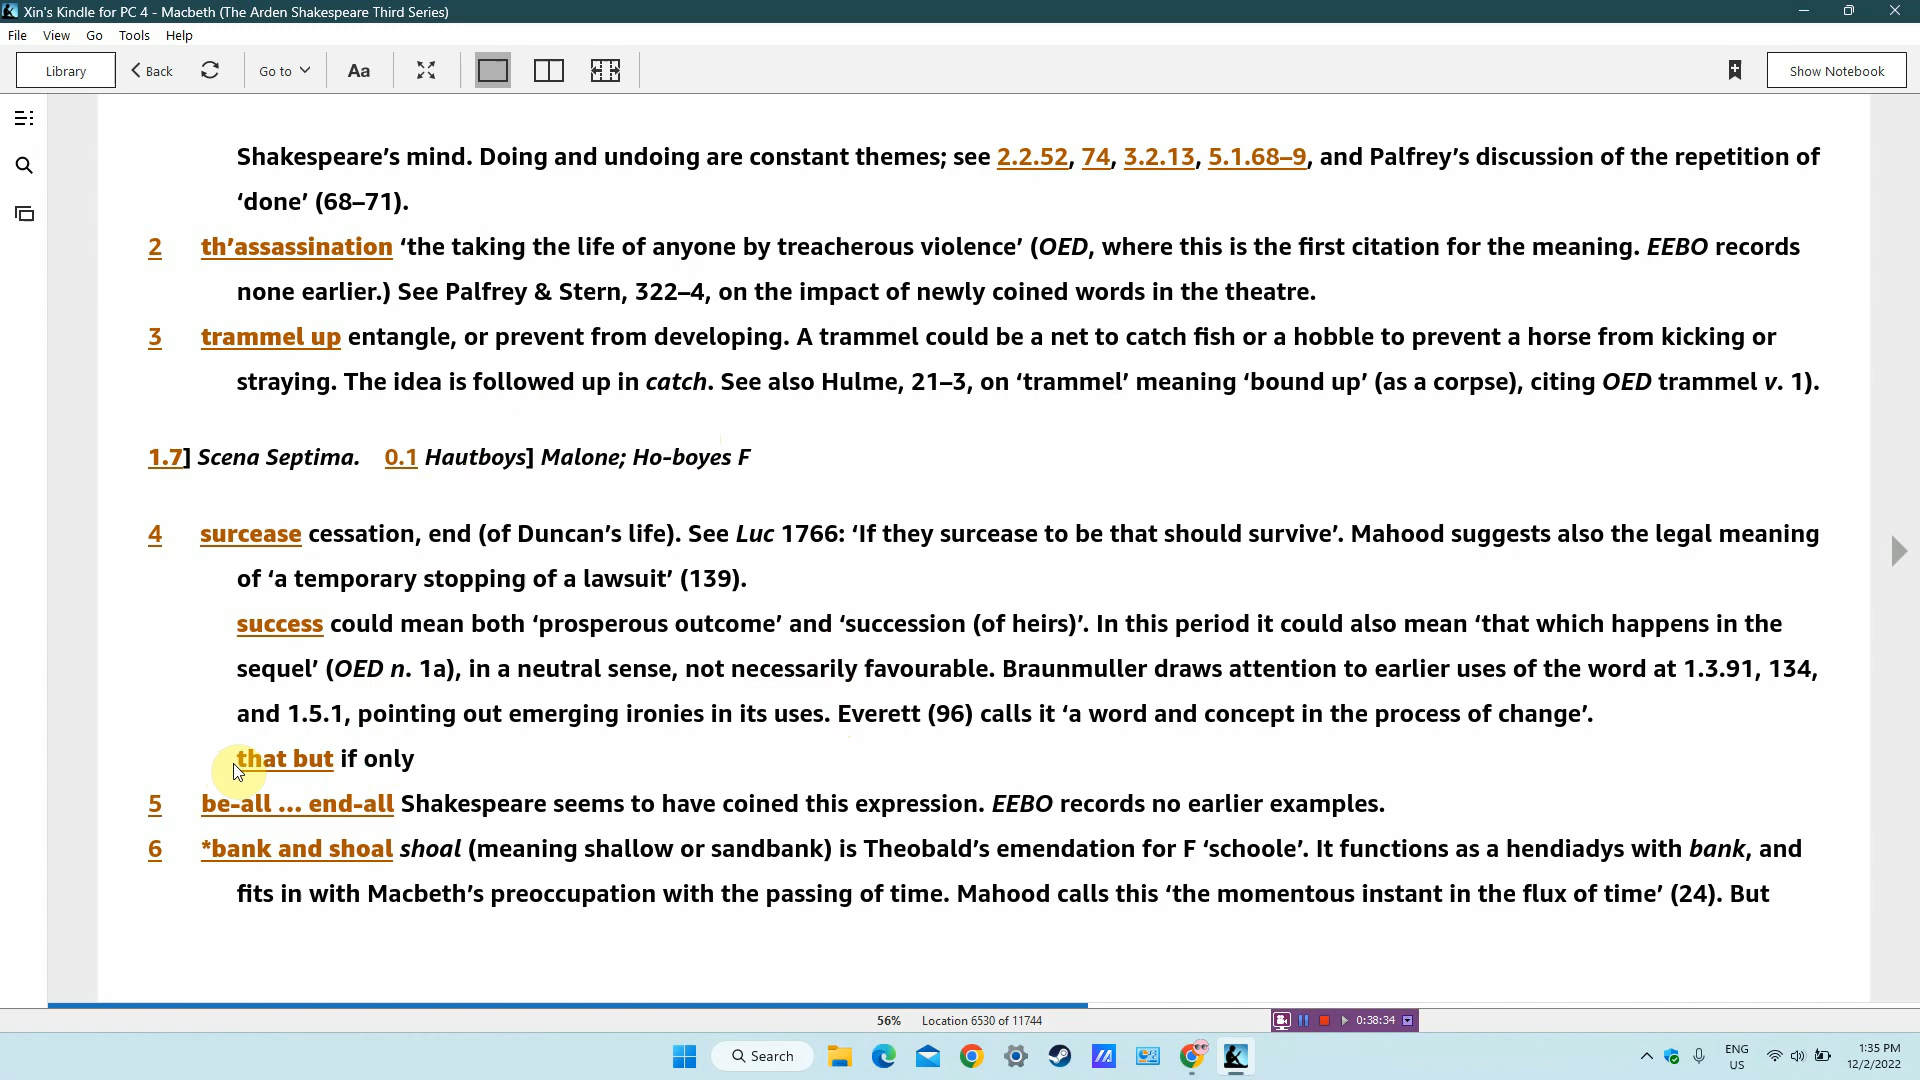 Xin's Kindle for PC 4 - Macbeth (The Arden Shakespeare Third Series)
File View Go Tools Help
Library Back Go to Aa Show Notebook
Shakespeare’s mind. Doing and undoing are constant themes; see 2.2.52, 74, 3.2.13, 5.1.68–9, and Palfrey’s discussion of the repetition of
‘done’ (68–71).
2 th’assassination ‘the taking the life of anyone by treacherous violence’ (OED, where this is the first citation for the meaning. EEBO records
none earlier.) See Palfrey & Stern, 322–4, on the impact of newly coined words in the theatre.
3 trammel up entangle, or prevent from developing. A trammel could be a net to catch fish or a hobble to prevent a horse from kicking or
straying. The idea is followed up in catch. See also Hulme, 21–3, on ‘trammel’ meaning ‘bound up’ (as a corpse), citing OED trammel v. 1).
1.7] Scena Septima. 0.1 Hautboys] Malone; Ho-boyes F
4 surcease cessation, end (of Duncan’s life). See Luc 1766: ‘If they surcease to be that should survive’. Mahood suggests also the legal meaning
of ‘a temporary stopping of a lawsuit’ (139).
success could mean both ‘prosperous outcome’ and ‘succession (of heirs)’. In this period it could also mean ‘that which happens in the
sequel’ (OED n. 1a), in a neutral sense, not necessarily favourable. Braunmuller draws attention to earlier uses of the word at 1.3.91, 134,
and 1.5.1, pointing out emerging ironies in its uses. Everett (96) calls it ‘a word and concept in the process of change’.
that but if only
5 be-all ... end-all Shakespeare seems to have coined this expression. EEBO records no earlier examples.
6 *bank and shoal shoal (meaning shallow or sandbank) is Theobald’s emendation for F ‘schoole’. It functions as a hendiadys with bank, and
fits in with Macbeth’s preoccupation with the passing of time. Mahood calls this ‘the momentous instant in the flux of time’ (24). But
56% Location 6530 of 11744
0:38:34
Search
ENG
US
1:35 PM
12/2/2022